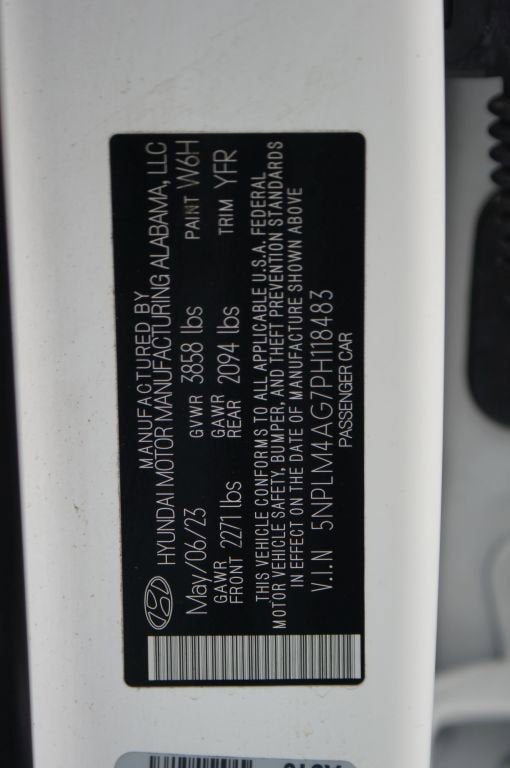 MANUFACTURED BY
HYUNDAI MOTOR MANUFACTURING ALABAMA, LLC
May/06/23 GVWR 3858 lbs PAINT W6H
GAWR FRONT 2271 lbs GAWR REAR 2094 lbs TRIM YFR
THIS VEHICLE CONFORMS TO ALL APPLICABLE U.S.A. FEDERAL
MOTOR VEHICLE SAFETY, BUMPER, AND THEFT PREVENTION STANDARDS
IN EFFECT ON THE DATE OF MANUFACTURE SHOWN ABOVE
V.I.N 5NPLM4AG7PH118483
PASSENGER CAR